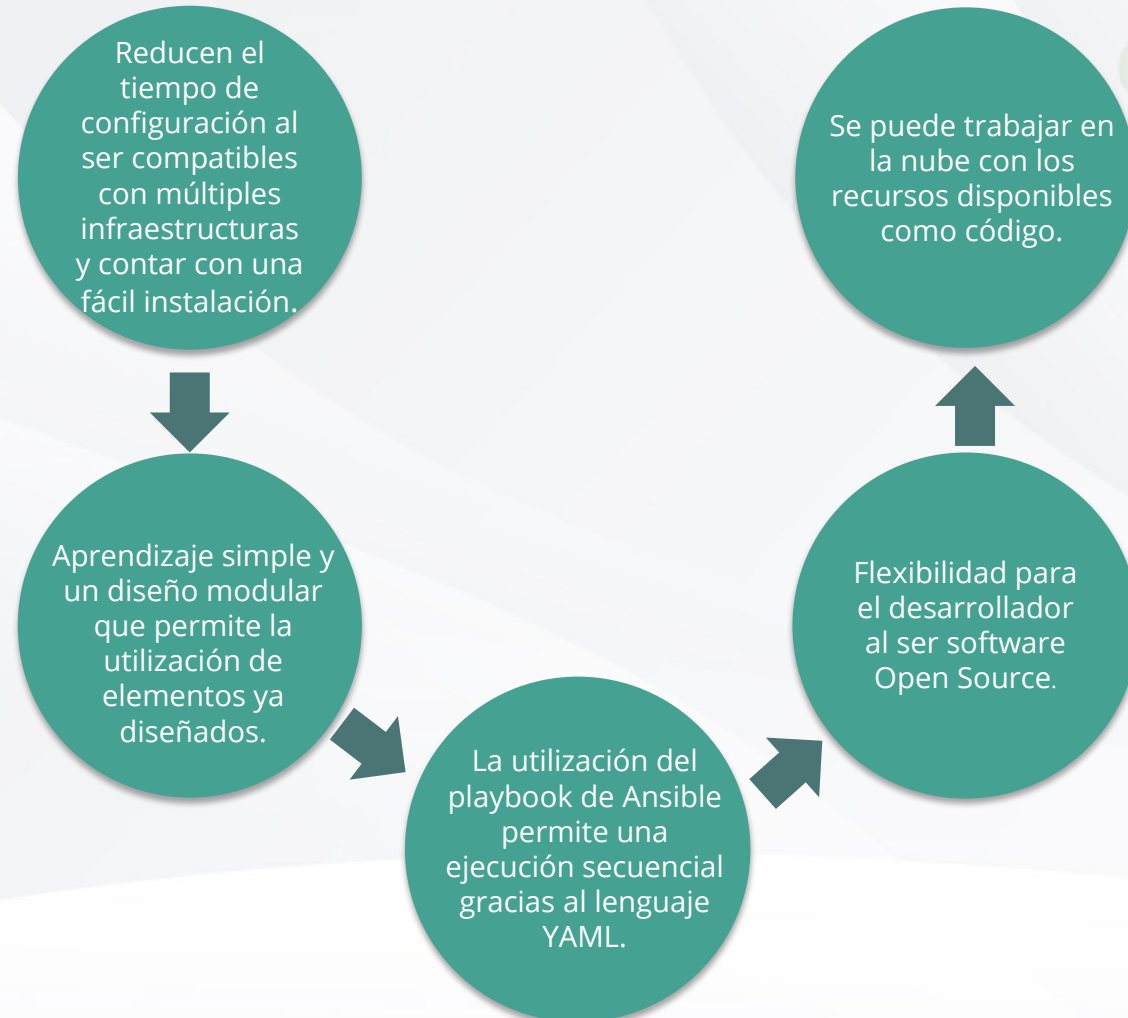 Reducen el
tiempo de
configuración al
ser compatibles
con múltiples
infraestructuras
y contar con una
fácil instalación.
Aprendizaje simple y
un diseño modular
que permite la
utilización de
elementos ya
diseñados.
La utilización del
playbook de Ansible
permite una
ejecución secuencial
gracias al lenguaje
YAML.
Flexibilidad para
el desarrollador
al ser software
Open Source.
Se puede trabajar en
la nube con los
recursos disponibles
como código.